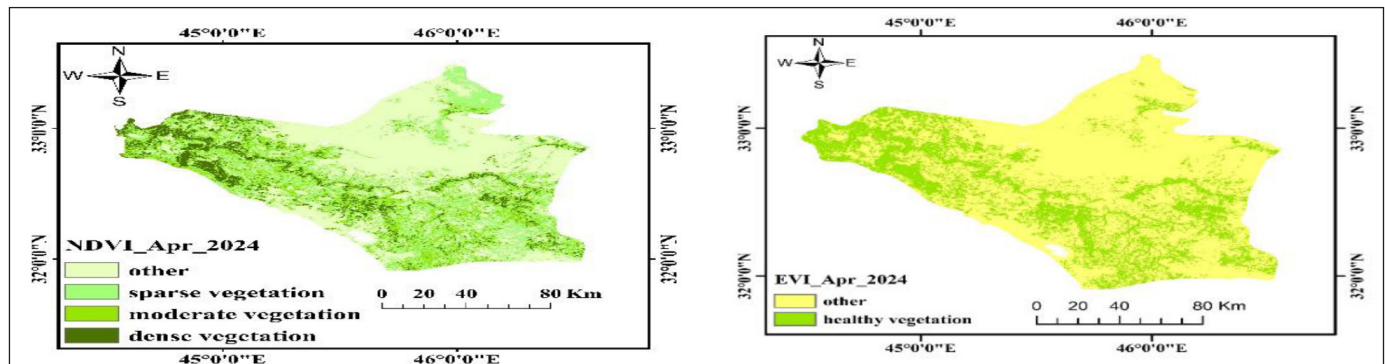 45°0'0"E 46°0'0"E
N
W E
S
33°0'0"N 33°0'0"N
32°0'0"N 32°0'0"N
NDVI_Apr_2024
other
sparse vegetation
moderate vegetation
dense vegetation
0 20 40 80 Km
45°0'0"E 46°0'0"E
45°0'0"E 46°0'0"E
N
W E
S
33°0'0"N 33°0'0"N
32°0'0"N 32°0'0"N
EVI_Apr_2024
other
healthy vegetation
0 20 40 80 Km
45°0'0"E 46°0'0"E